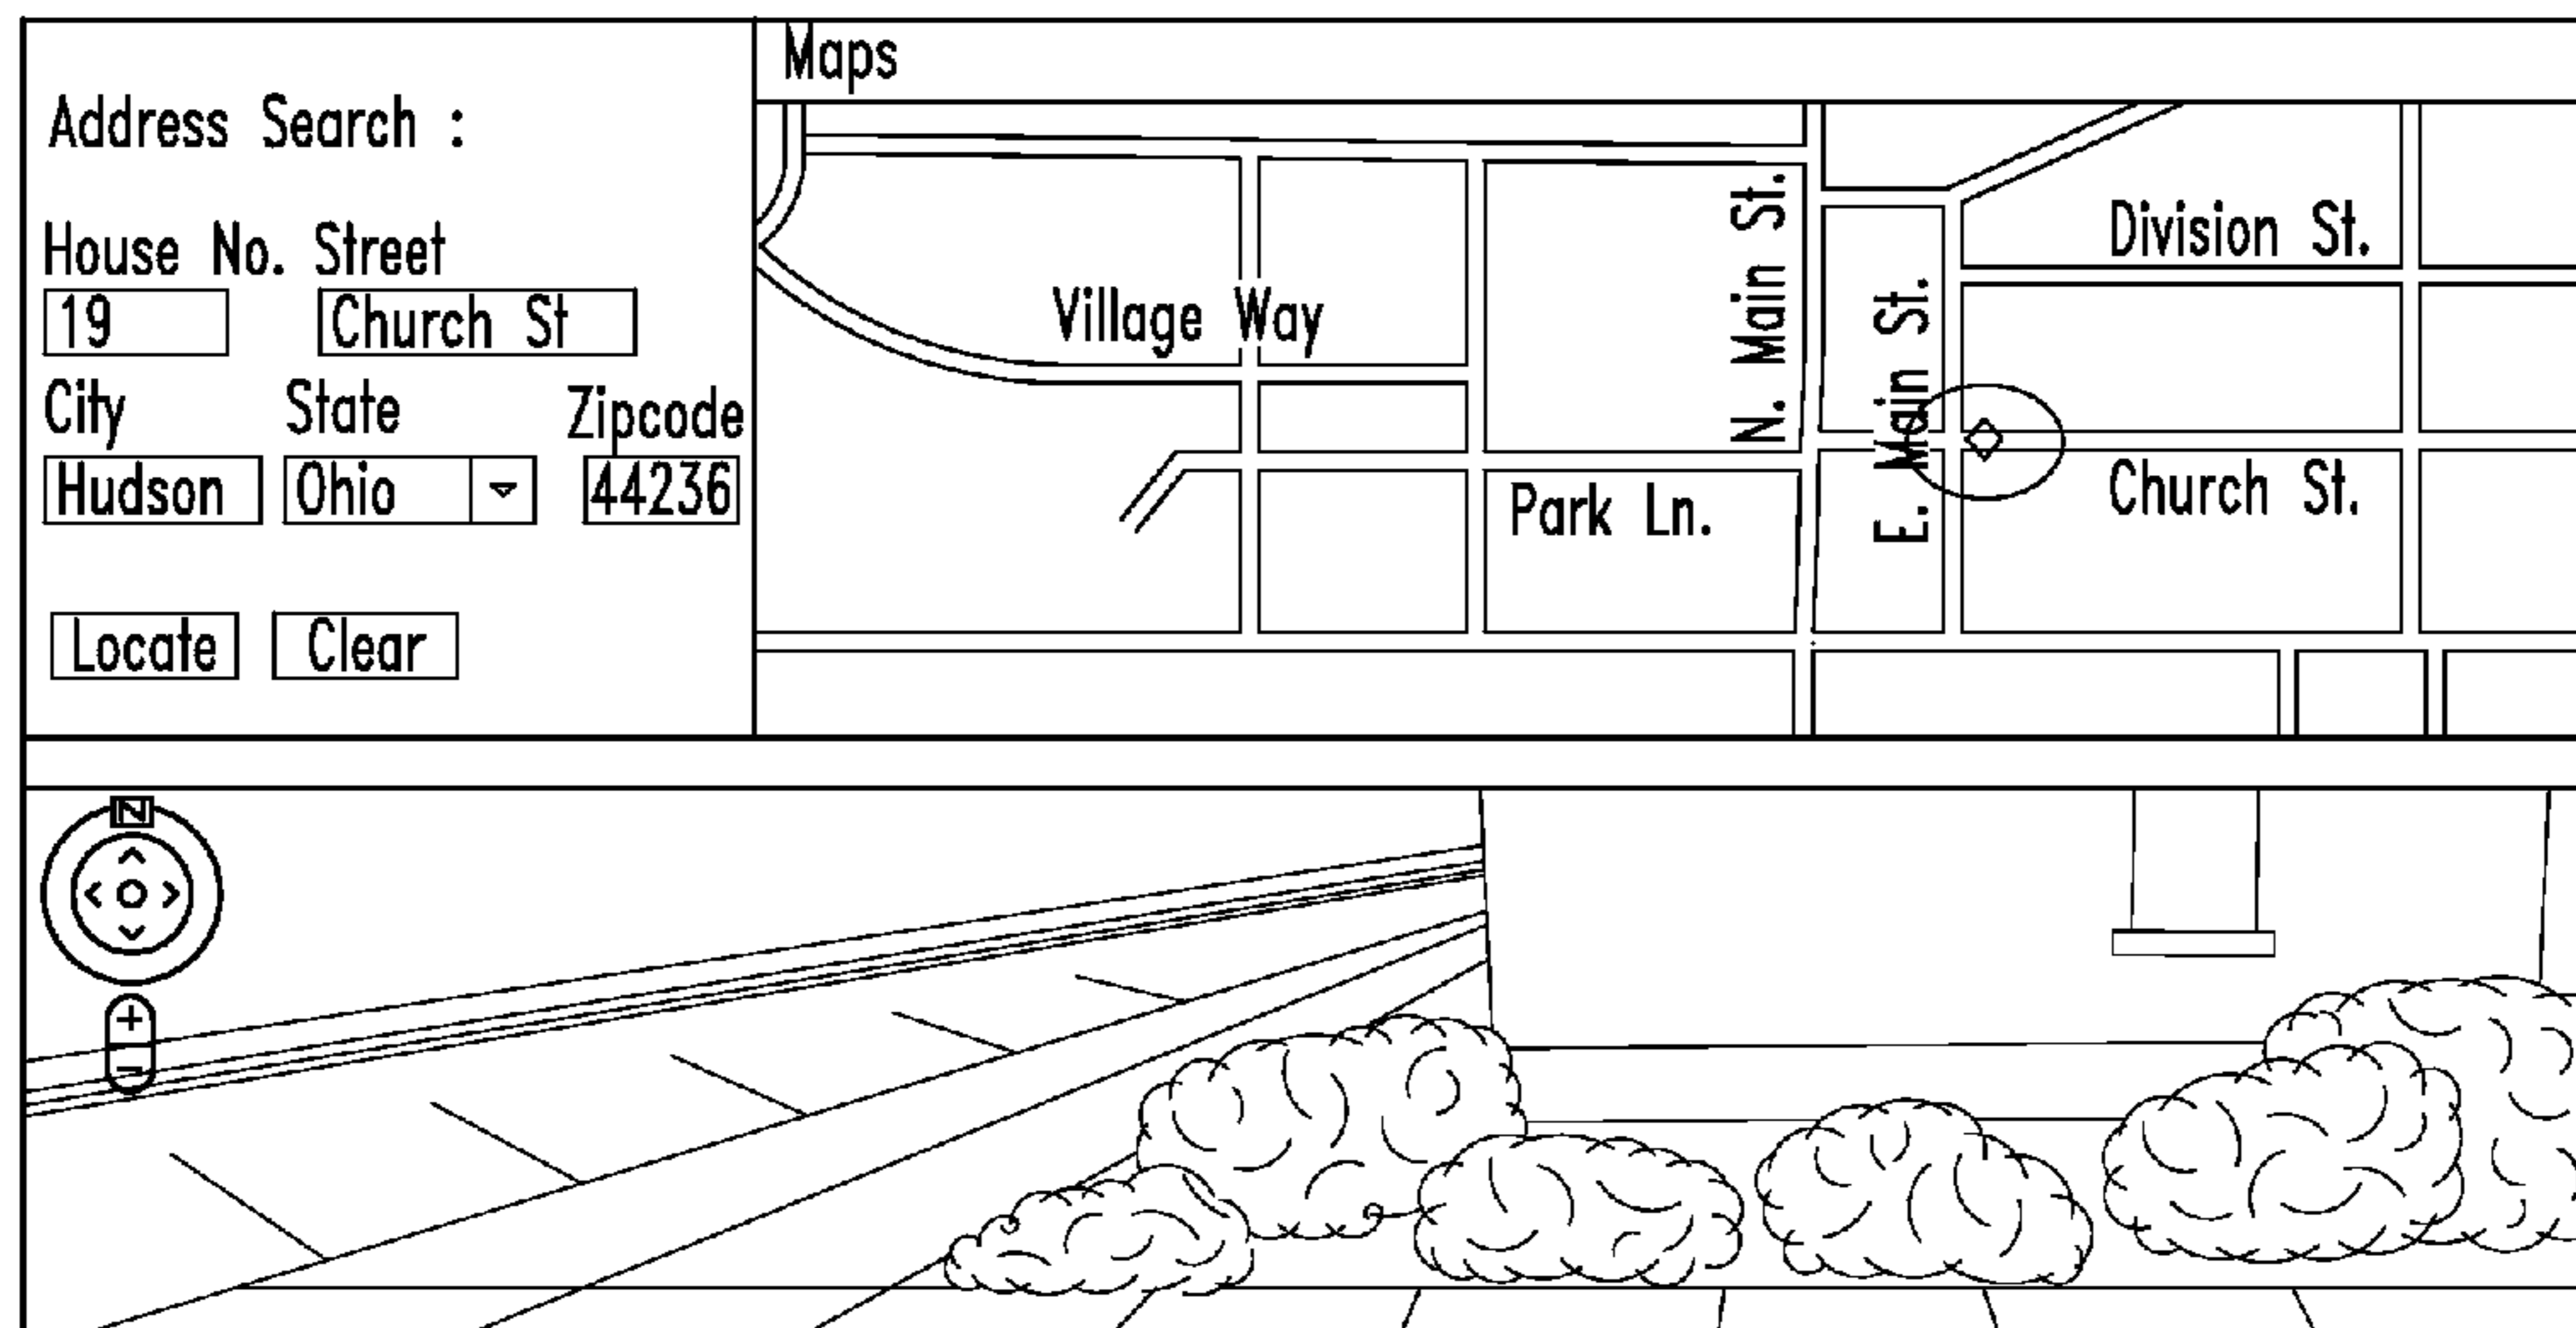 Maps
Address Search :
House No. Street
19 Church St
City State Zipcode
Hudson Ohio 44236
Locate Clear
Village Way
N. Main St.
E. Main St.
Division St.
Park Ln.
Church St.
N
+
−